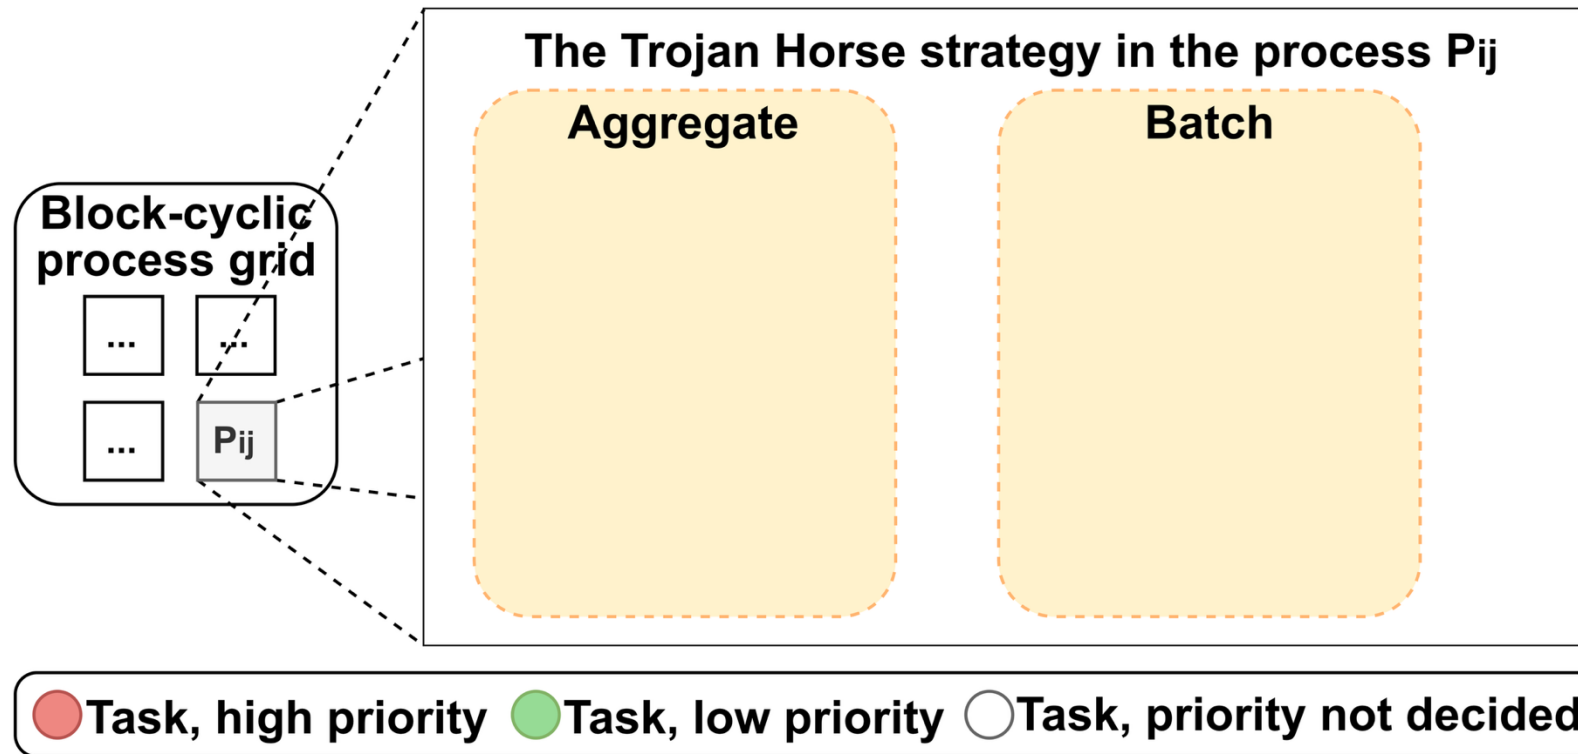 The Trojan Horse strategy in the process Pij
Aggregate
Batch
Block-cyclic
process grid
...
...
...
Pij
Task, high priority
Task, low priority
Task, priority not decided